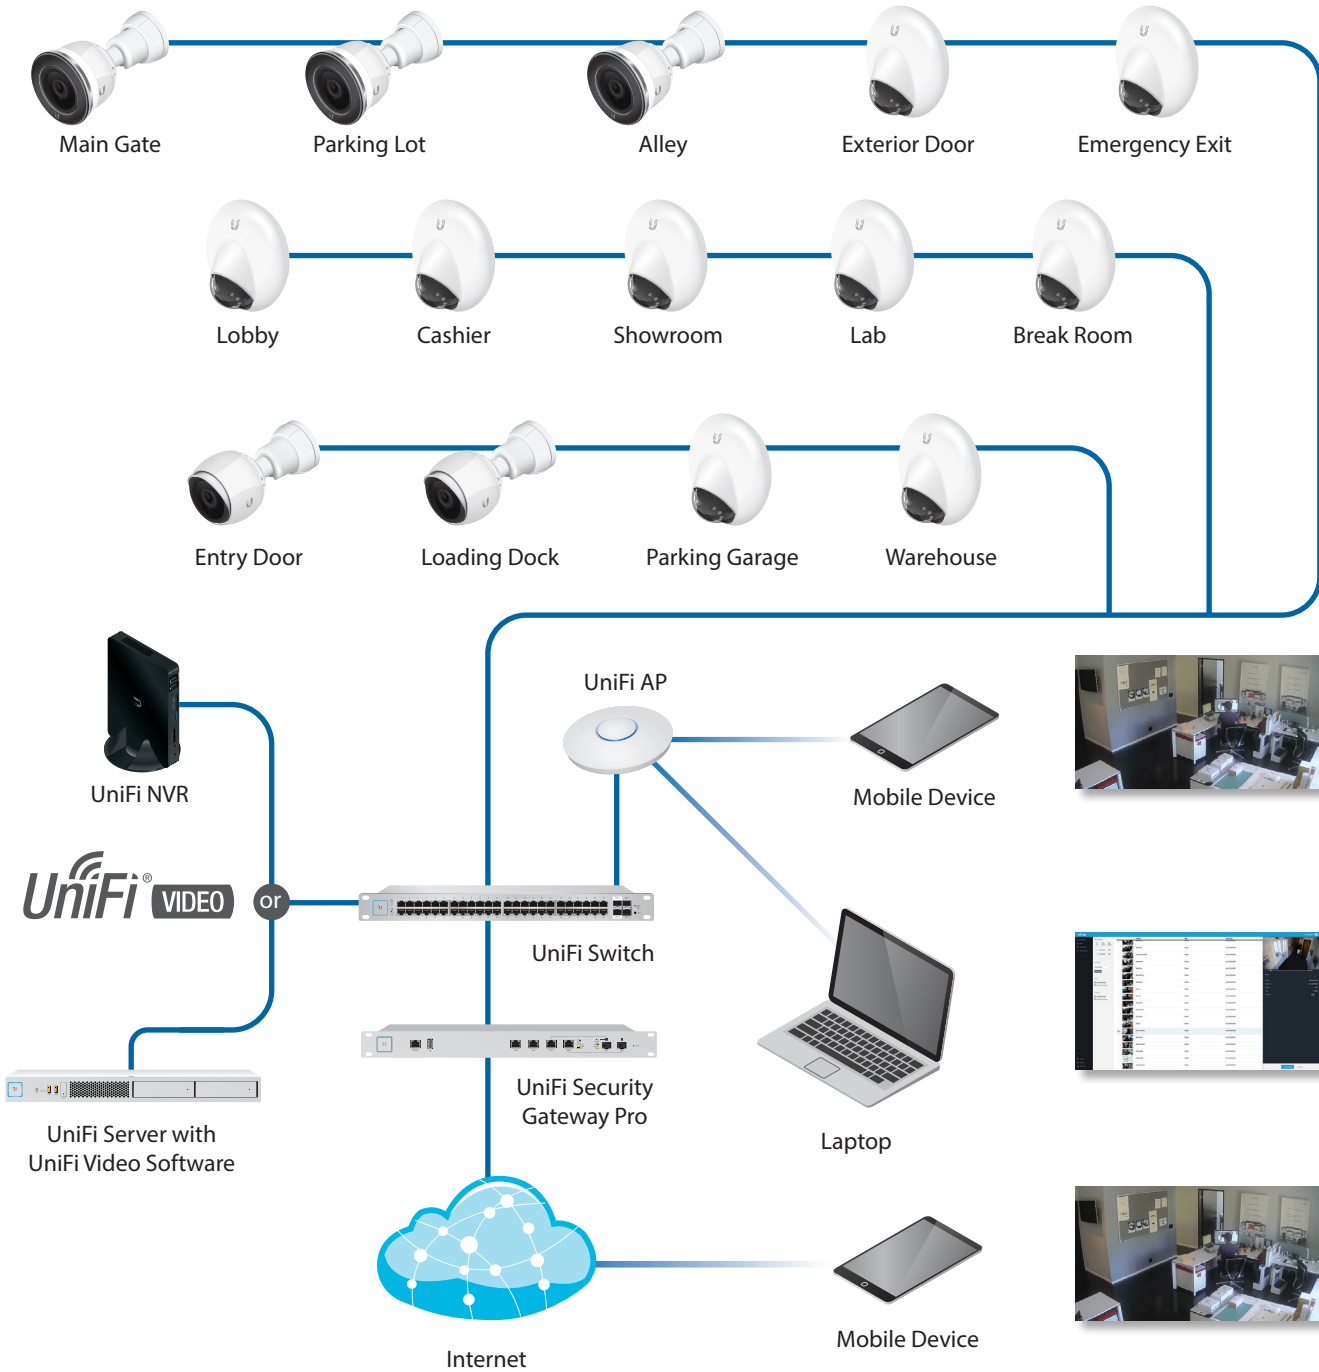 Main Gate
Parking Lot
Alley
Exterior Door
Emergency Exit
Lobby
Cashier
Showroom
Lab
Break Room
Entry Door
Loading Dock
Parking Garage
Warehouse
UniFi NVR
UniFi AP
Mobile Device
UniFi® VIDEO
or
UniFi Switch
UniFi Security
Gateway Pro
UniFi Server with
UniFi Video Software
Laptop
Internet
Mobile Device